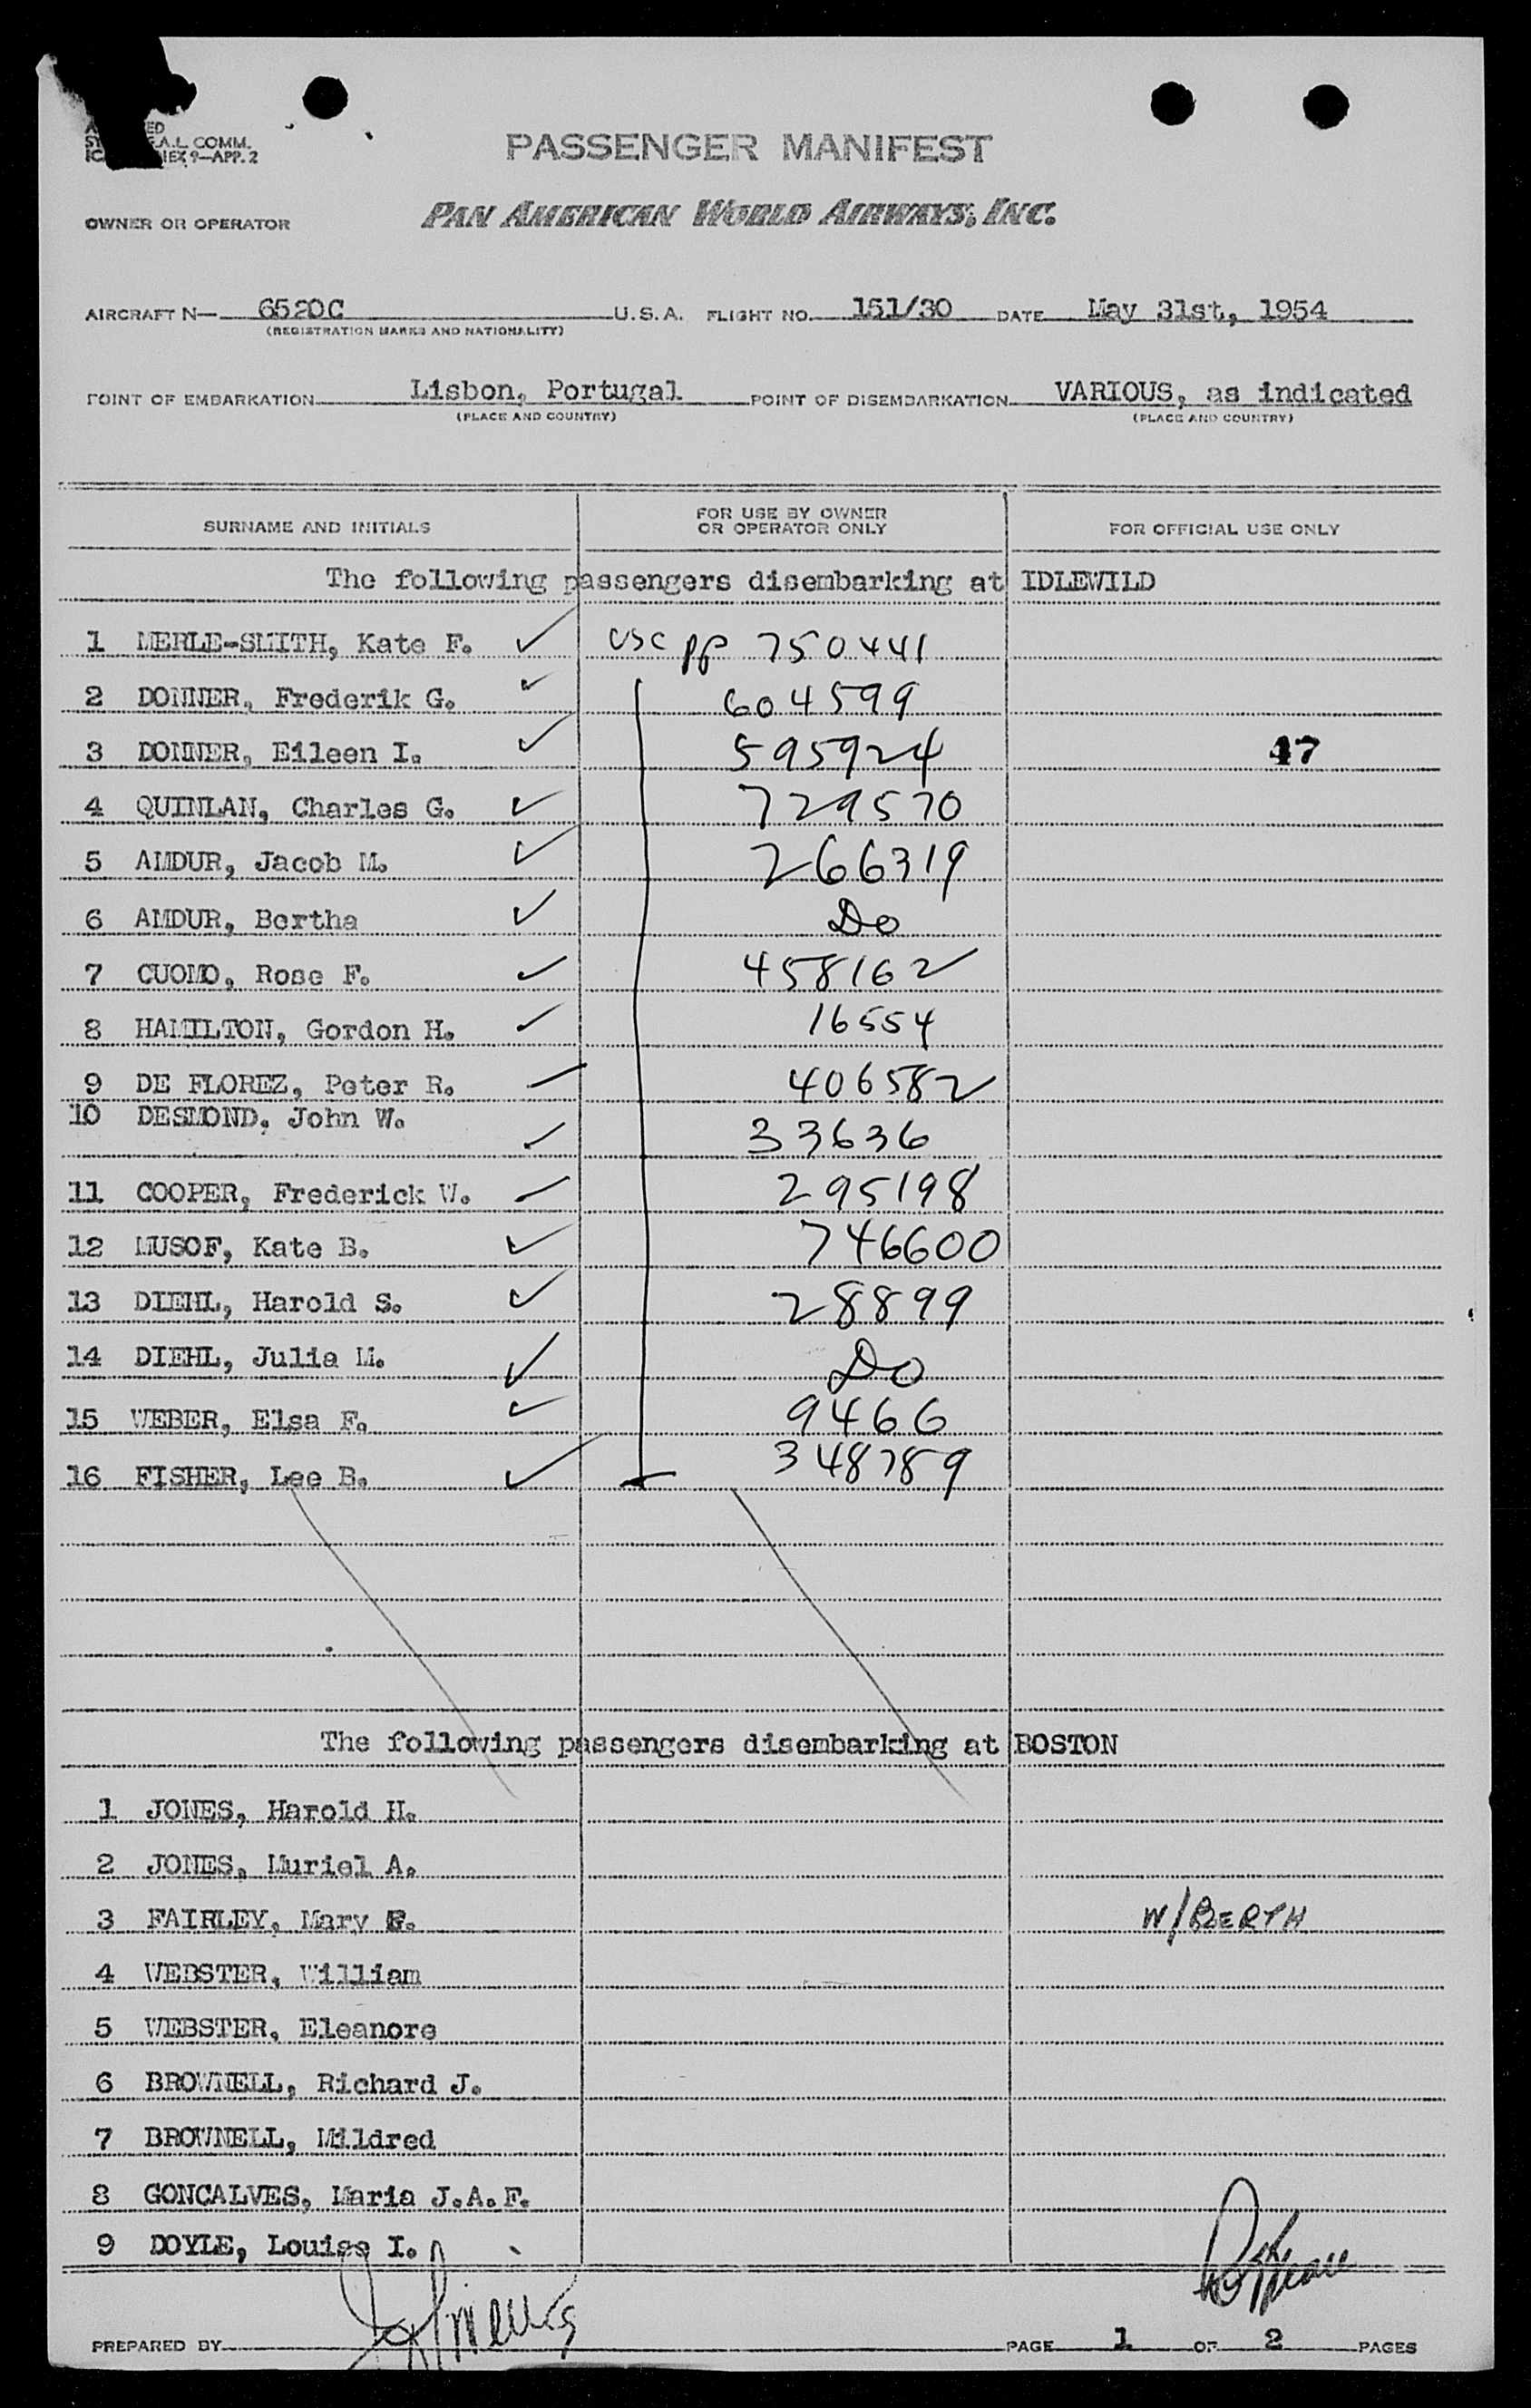 ED
A.L. COMM.
9—APP. 2
PASSENGER MANIFEST
OWNER OR OPERATOR PAN AMERICAN WORLD AIRWAYS, INC.
AIRCRAFT N— 6520C U.S.A. FLIGHT NO. 151/30 DATE May 31st, 1954
(REGISTRATION MARKS AND NATIONALITY)
POINT OF EMBARKATION Lisbon, Portugal POINT OF DISEMBARKATION VARIOUS, as indicated
(PLACE AND COUNTRY) (PLACE AND COUNTRY)
SURNAME AND INITIALS FOR USE BY OWNER OR OPERATOR ONLY FOR OFFICIAL USE ONLY
The following passengers disembarking at IDLEWILD
1 MERLE-SMITH, Kate F. ✓ USC pp 750441
2 DONNER, Frederik G. ✓ 604599
3 DONNER, Eileen I. ✓ 595924 47
4 QUINLAN, Charles G. ✓ 729570
5 AMDUR, Jacob M. ✓ 266319
6 AMDUR, Bertha ✓ Do
7 CUOMO, Rose F. ✓ 458162
8 HAMILTON, Gordon H. ✓ 16554
9 DE FLOREZ, Peter R. ✓ 406582
10 DESMOND, John W. ✓ 33636
11 COOPER, Frederick W. ✓ 295198
12 MUSOF, Kate B. ✓ 746600
13 DIEHL, Harold S. ✓ 28899
14 DIEHL, Julia M. ✓ Do
15 WEBER, Elsa F. ✓ 9466
16 FISHER, Lee B. ✓ 348789
The following passengers disembarking at BOSTON
1 JONES, Harold H.
2 JONES, Muriel A.
3 FAIRLEY, Mary F. W/BERTH
4 WEBSTER, William
5 WEBSTER, Eleanore
6 BROWNELL, Richard J.
7 BROWNELL, Mildred
8 GONCALVES, Maria J.A.F.
9 DOYLE, Louise I.
PREPARED BY PAGE 1 OF 2 PAGES